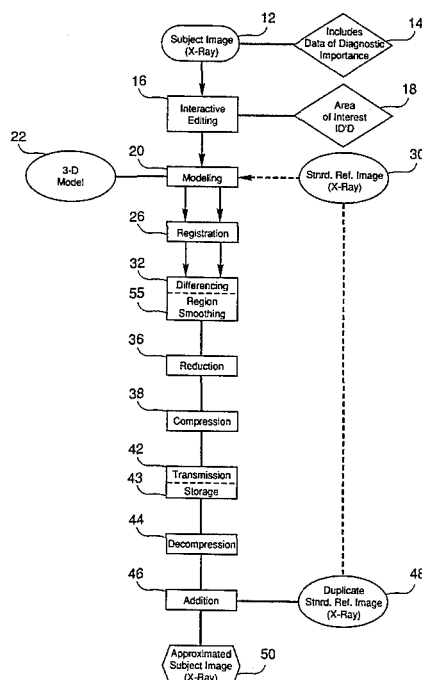 12
14
Subject Image
(X-Ray)
Includes
Data of Diagnostic
Importance
16
18
Interactive
Editing
Area
of Interest
ID'D
22
20
30
3-D
Model
Modeling
Stnrd. Ref. Image
(X-Ray)
26
Registration
32
Differencing
55
Region
Smoothing
36
Reduction
38
Compression
42
Transmission
43
Storage
44
Decompression
46
48
Addition
Duplicate
Stnrd. Ref. Image
(X-Ray)
Approximated
Subject Image
(X-Ray)
50